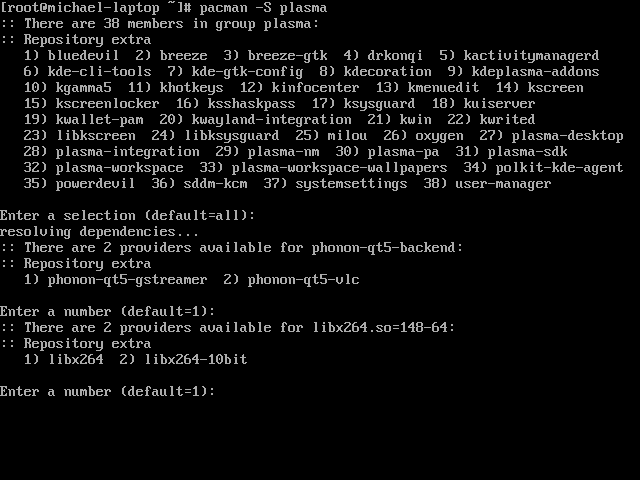 [root@michael-laptop ~]# pacman -S plasma
:: There are 38 members in group plasma:
:: Repository extra
   1) bluedevil  2) breeze  3) breeze-gtk  4) drkonqi  5) kactivitymanagerd
   6) kde-cli-tools  7) kde-gtk-config  8) kdecoration  9) kdeplasma-addons
   10) kgamma5  11) khotkeys  12) kinfocenter  13) kmenuedit  14) kscreen
   15) kscreenlocker  16) ksshaskpass  17) ksysguard  18) kuiserver
   19) kwallet-pam  20) kwayland-integration  21) kwin  22) kwrited
   23) libkscreen  24) libksysguard  25) milou  26) oxygen  27) plasma-desktop
   28) plasma-integration  29) plasma-nm  30) plasma-pa  31) plasma-sdk
   32) plasma-workspace  33) plasma-workspace-wallpapers  34) polkit-kde-agent
   35) powerdevil  36) sddm-kcm  37) systemsettings  38) user-manager

Enter a selection (default=all):
resolving dependencies...
:: There are 2 providers available for phonon-qt5-backend:
:: Repository extra
   1) phonon-qt5-gstreamer  2) phonon-qt5-vlc

Enter a number (default=1):
:: There are 2 providers available for libx264.so=148-64:
:: Repository extra
   1) libx264  2) libx264-10bit

Enter a number (default=1):